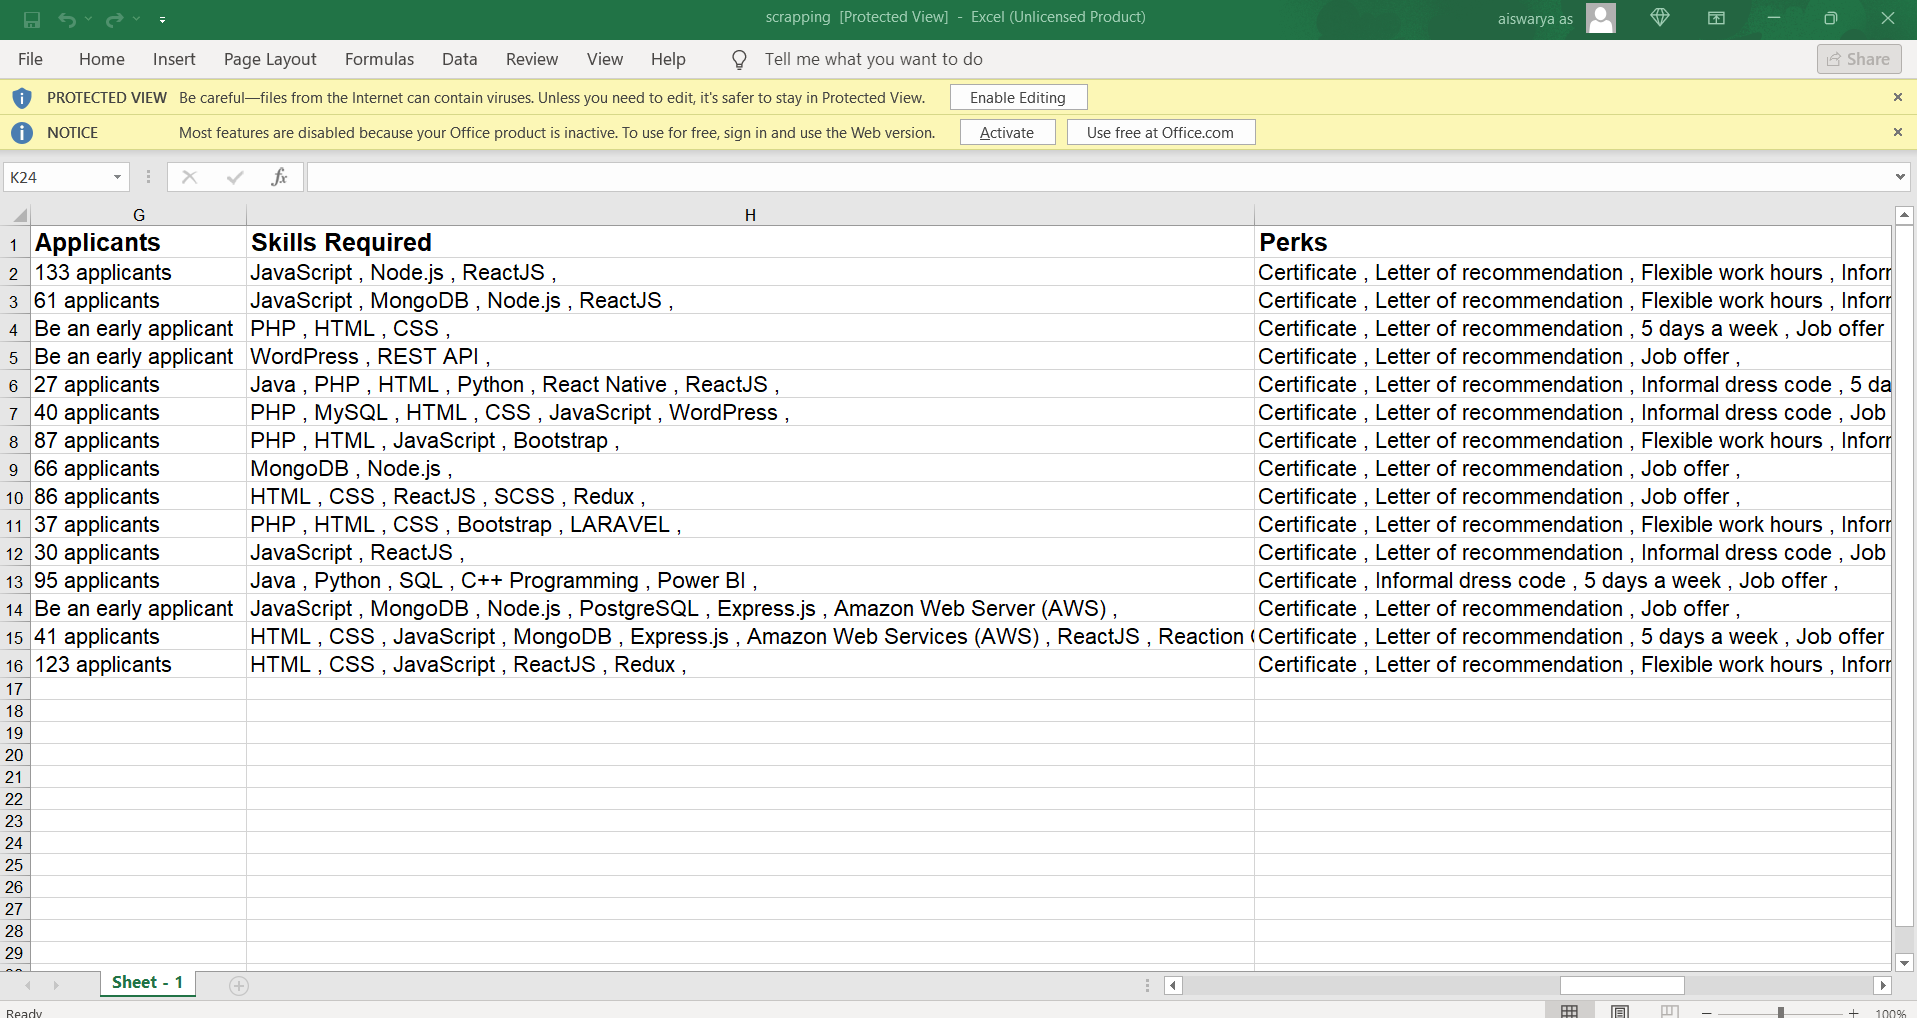 scrapping [Protected View] - Excel (Unlicensed Product)
aiswarya as
File Home Insert Page Layout Formulas Data Review View Help Tell me what you want to do Share
PROTECTED VIEW Be careful—files from the Internet can contain viruses. Unless you need to edit, it's safer to stay in Protected View. Enable Editing
NOTICE Most features are disabled because your Office product is inactive. To use for free, sign in and use the Web version. Activate Use free at Office.com
K24 fx
G H
1 Applicants Skills Required Perks
2 133 applicants JavaScript , Node.js , ReactJS , Certificate , Letter of recommendation , Flexible work hours , Inforr
3 61 applicants JavaScript , MongoDB , Node.js , ReactJS , Certificate , Letter of recommendation , Flexible work hours , Inforr
4 Be an early applicant PHP , HTML , CSS , Certificate , Letter of recommendation , 5 days a week , Job offer
5 Be an early applicant WordPress , REST API , Certificate , Letter of recommendation , Job offer ,
6 27 applicants Java , PHP , HTML , Python , React Native , ReactJS , Certificate , Letter of recommendation , Informal dress code , 5 da
7 40 applicants PHP , MySQL , HTML , CSS , JavaScript , WordPress , Certificate , Letter of recommendation , Informal dress code , Job
8 87 applicants PHP , HTML , JavaScript , Bootstrap , Certificate , Letter of recommendation , Flexible work hours , Inforr
9 66 applicants MongoDB , Node.js , Certificate , Letter of recommendation , Job offer ,
10 86 applicants HTML , CSS , ReactJS , SCSS , Redux , Certificate , Letter of recommendation , Job offer ,
11 37 applicants PHP , HTML , CSS , Bootstrap , LARAVEL , Certificate , Letter of recommendation , Flexible work hours , Inforr
12 30 applicants JavaScript , ReactJS , Certificate , Letter of recommendation , Informal dress code , Job
13 95 applicants Java , Python , SQL , C++ Programming , Power BI , Certificate , Informal dress code , 5 days a week , Job offer ,
14 Be an early applicant JavaScript , MongoDB , Node.js , PostgreSQL , Express.js , Amazon Web Server (AWS) , Certificate , Letter of recommendation , Job offer ,
15 41 applicants HTML , CSS , JavaScript , MongoDB , Express.js , Amazon Web Services (AWS) , ReactJS , Reaction Certificate , Letter of recommendation , 5 days a week , Job offer
16 123 applicants HTML , CSS , JavaScript , ReactJS , Redux , Certificate , Letter of recommendation , Flexible work hours , Inforr
17
18
19
20
21
22
23
24
25
26
27
28
29
Sheet - 1
Ready 100%